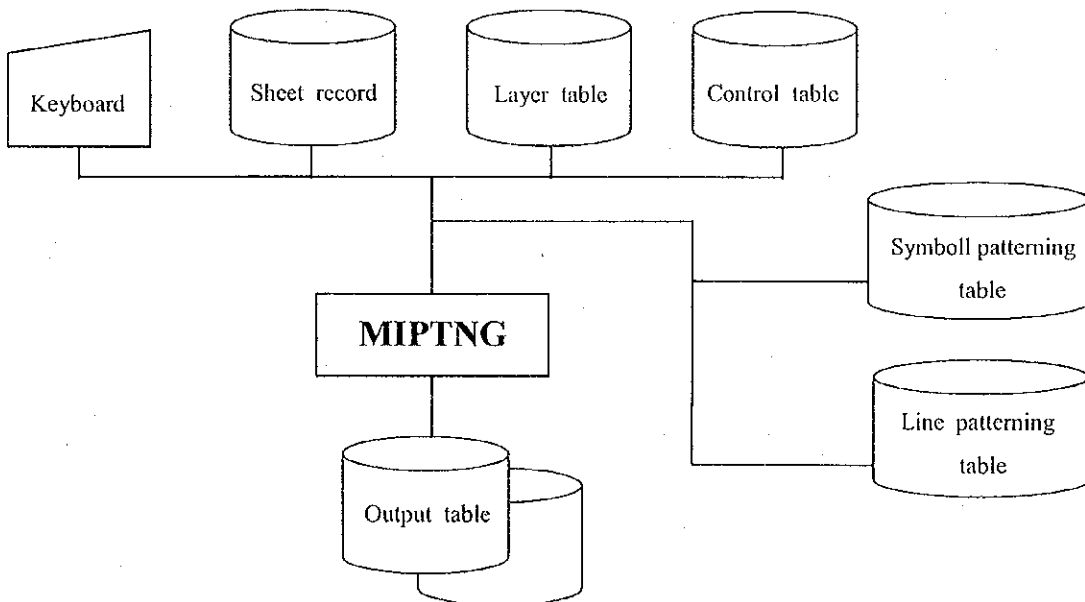 Keyboard
Sheet record
Layer table
Control table
Symboll patterning
table
MIPTNG
Line patterning
table
Output table